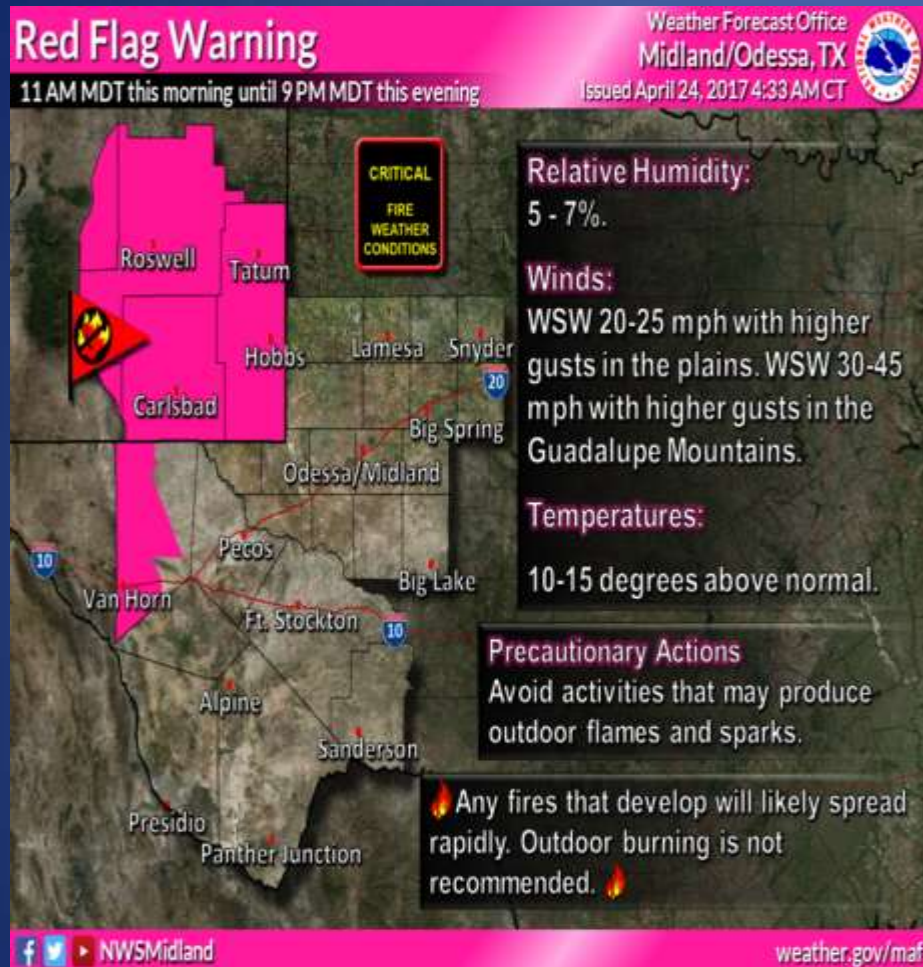 Red Flag Warning
11 AM MDT this morning until 9 PM MDT this evening
Weather Forecast Office
Midland/Odessa, TX
Issued April 24, 2017 4:33 AM CT
CRITICAL
FIRE
WEATHER
CONDITIONS
Roswell
Tatum
Hobbs
Carlsbad
Lamesa
Snyder
20
Big Spring
Odessa/Midland
Pecos
10
Van Horn
Big Lake
Ft. Stockton
10
Alpine
Sanderson
Presidio
Panther Junction
Relative Humidity:
5 - 7%.
Winds:
WSW 20-25 mph with higher
gusts in the plains. WSW 30-45
mph with higher gusts in the
Guadalupe Mountains.
Temperatures:
10-15 degrees above normal.
Precautionary Actions
Avoid activities that may produce
outdoor flames and sparks.
Any fires that develop will likely spread
rapidly. Outdoor burning is not
recommended.
NWSMidland
weather.gov/maf